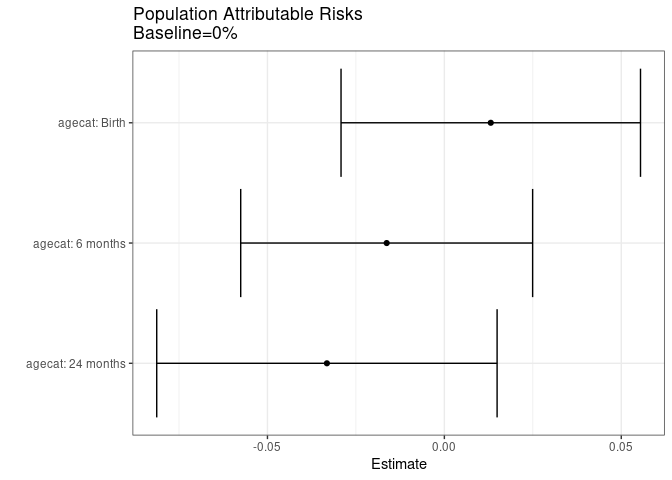 Population Attributable Risks
Baseline=0%
agecat: Birth
agecat: 6 months
agecat: 24 months
-0.05
0.00
0.05
Estimate